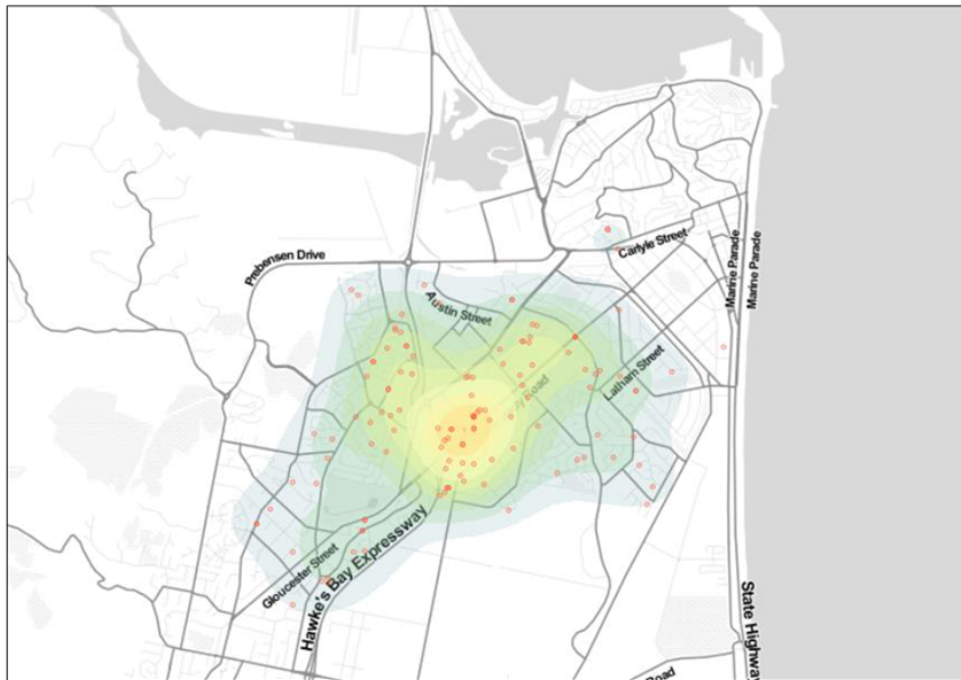 Carlyle Street
Marine Parade
Marine Parade
Prebensen Drive
Austin Street
Latham Street
Road
Gloucester Street
Hawke's Bay Expressway
State Highway
Road